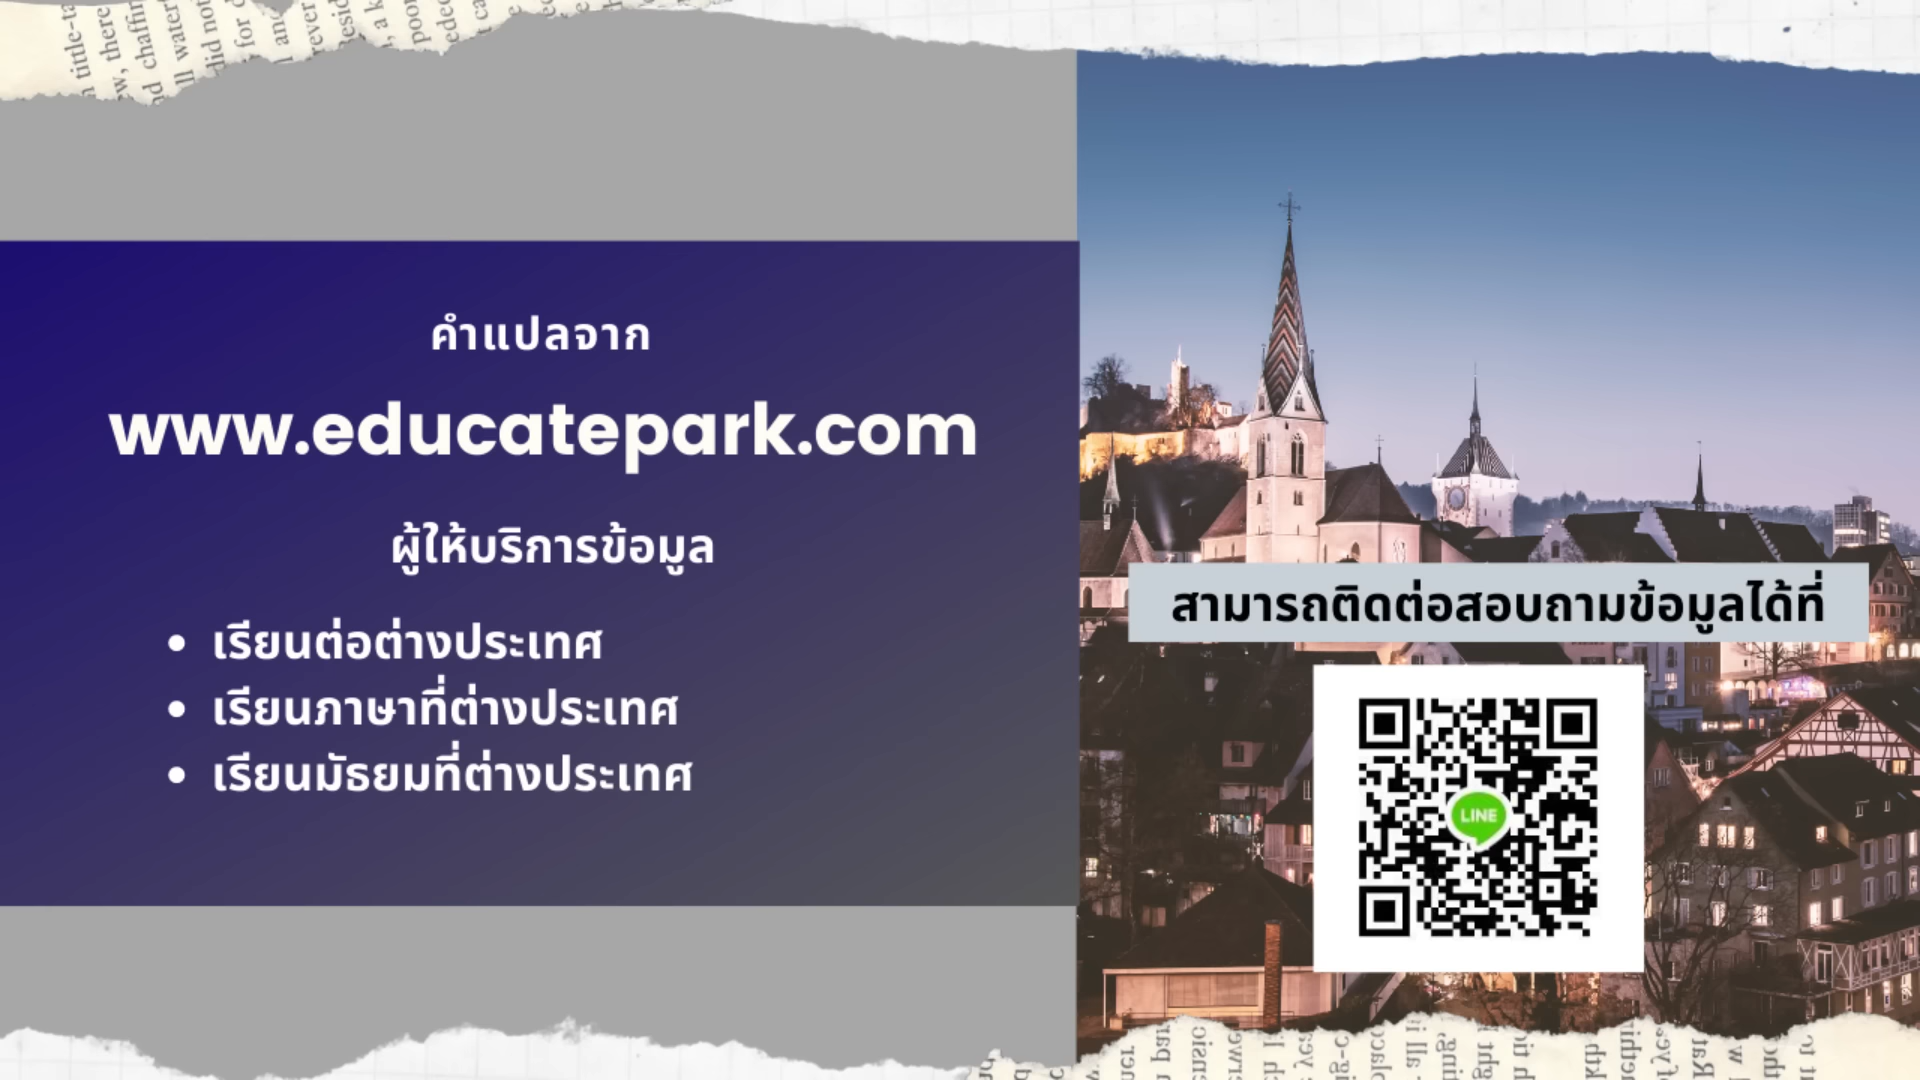 คำแปลจาก
www.educatepark.com
ผู้ให้บริการข้อมูล
• เรียนต่อต่างประเทศ
• เรียนภาษาที่ต่างประเทศ
• เรียนมัธยมที่ต่างประเทศ
สามารถติดต่อสอบถามข้อมูลได้ที่
LINE